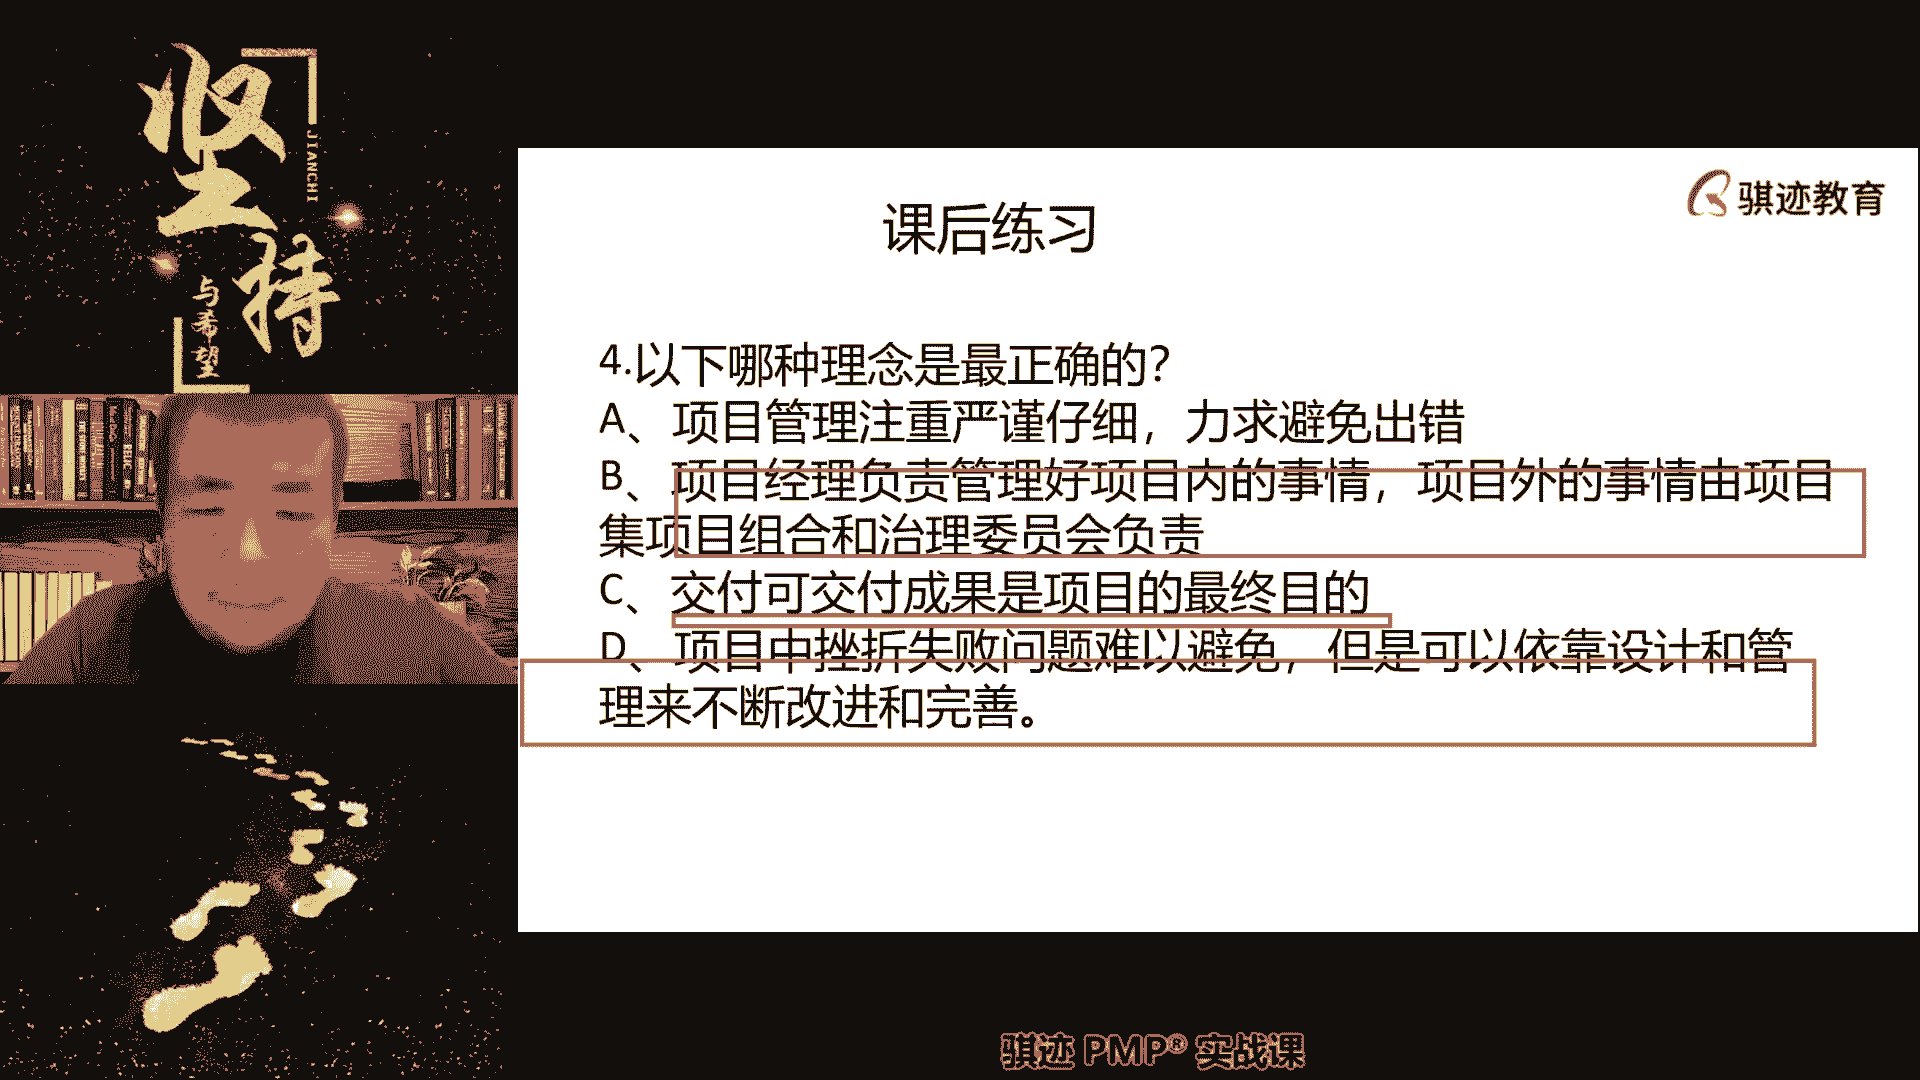 坚持
JIANCHI
与希望
骐迹教育
课后练习
4.以下哪种理念是最正确的?
A、项目管理注重严谨仔细，力求避免出错
B、项目经理负责管理好项目内的事情，项目外的事情由项目
集项目组合和治理委员会负责
C、交付可交付成果是项目的最终目的
D、项目中挫折失败问题难以避免，但是可以依靠设计和管
理来不断改进和完善。
骐迹 PMP® 实战课